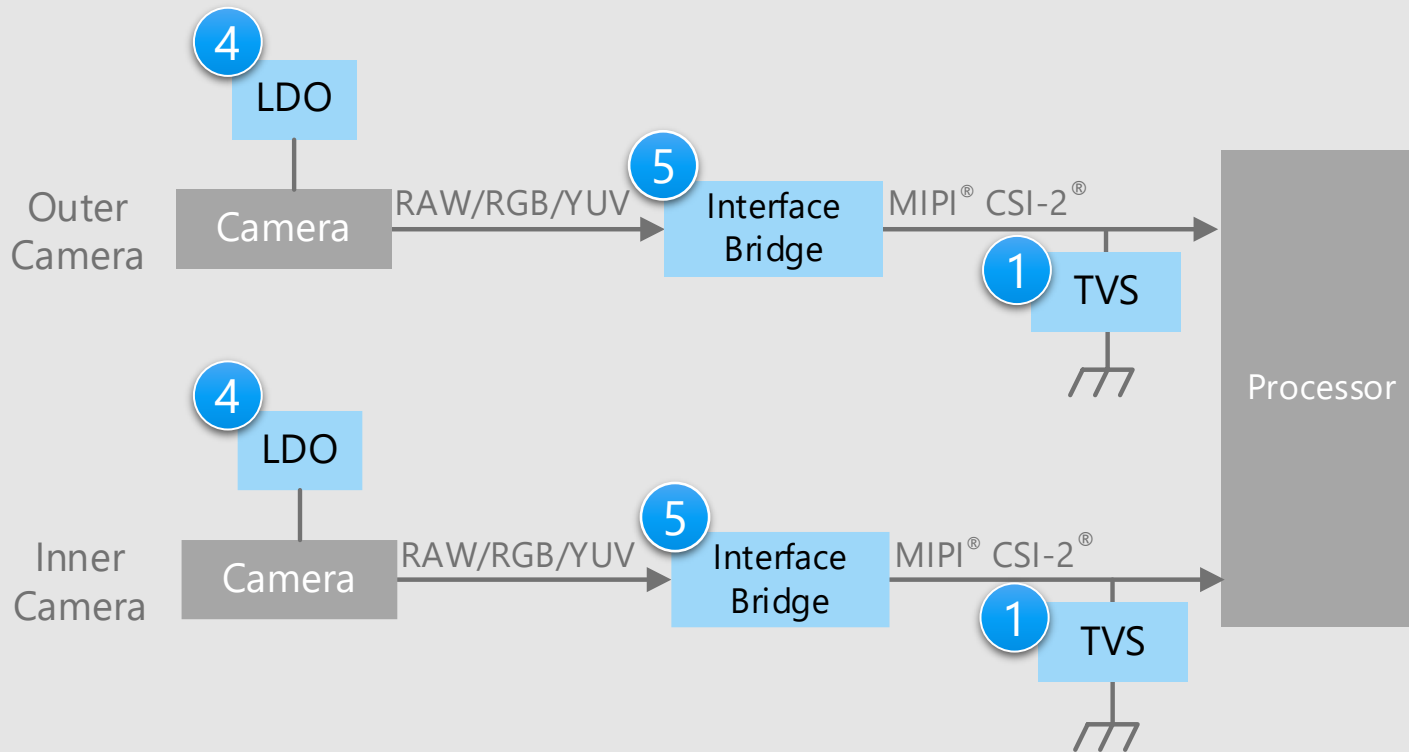 4
LDO
Outer
Camera
Camera
RAW/RGB/YUV
5
Interface
Bridge
MIPI® CSI-2®
1
TVS
Processor
4
LDO
Inner
Camera
Camera
RAW/RGB/YUV
5
Interface
Bridge
MIPI® CSI-2®
1
TVS